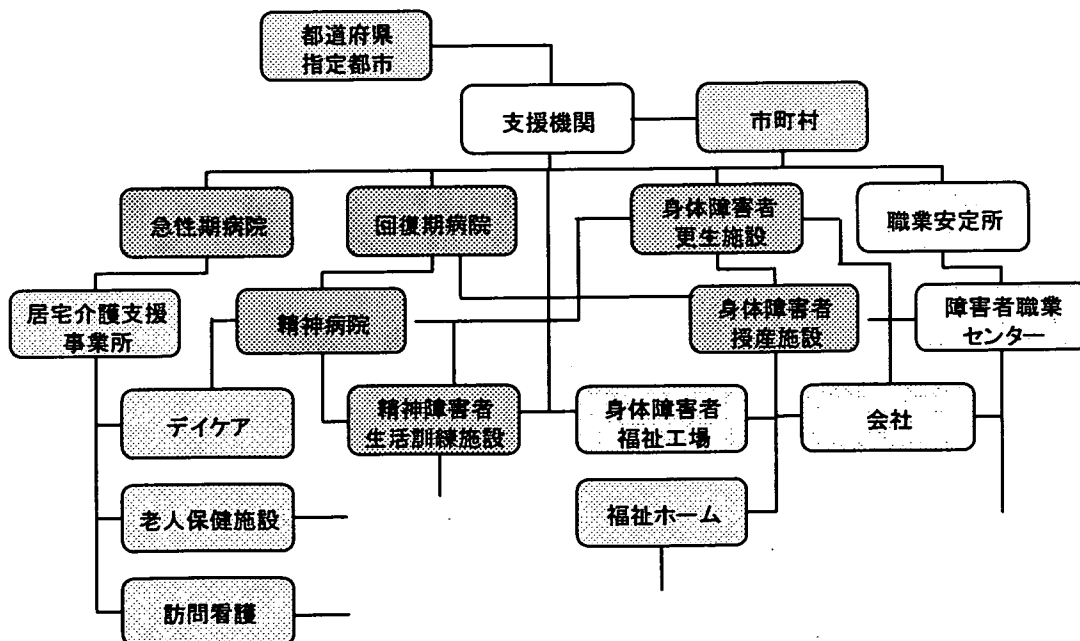 都道府県
指定都市
支援機関
市町村
急性期病院
回復期病院
身体障害者
更生施設
職業安定所
居宅介護支援
事業所
精神病院
身体障害者
授産施設
障害者職業
センター
デイケア
精神障害者
生活訓練施設
身体障害者
福祉工場
会社
老人保健施設
福祉ホーム
訪問看護